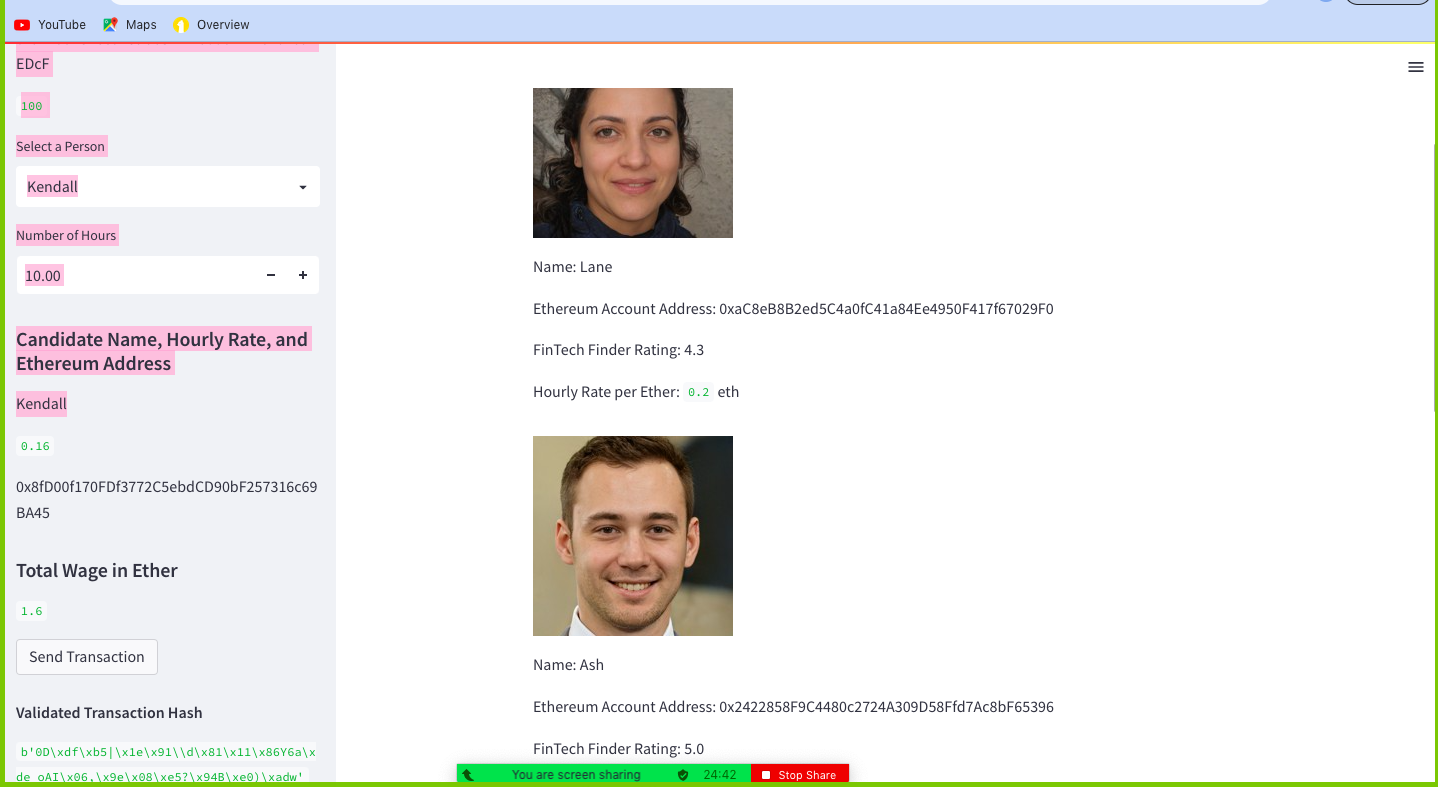 YouTube Maps Overview
EDcF
100
Select a Person
Kendall
Number of Hours
10.00
Candidate Name, Hourly Rate, and
Ethereum Address
Kendall
0.16
0x8fD00f170FDf3772C5ebdCD90bF257316c69
BA45
Total Wage in Ether
1.6
Send Transaction
Validated Transaction Hash
b'0D\xdf\xb5|\x1e\x91\\d\x81\x11\x86Y6a\x
de oAI\x06,\x9e\x08\xe5?\x94B\xe0)\xadw'
Name: Lane
Ethereum Account Address: 0xaC8eB8B2ed5C4a0fC41a84Ee4950F417f67029F0
FinTech Finder Rating: 4.3
Hourly Rate per Ether: 0.2 eth
Name: Ash
Ethereum Account Address: 0x2422858F9C4480c2724A309D58Ffd7Ac8bF65396
FinTech Finder Rating: 5.0
You are screen sharing 24:42 Stop Share